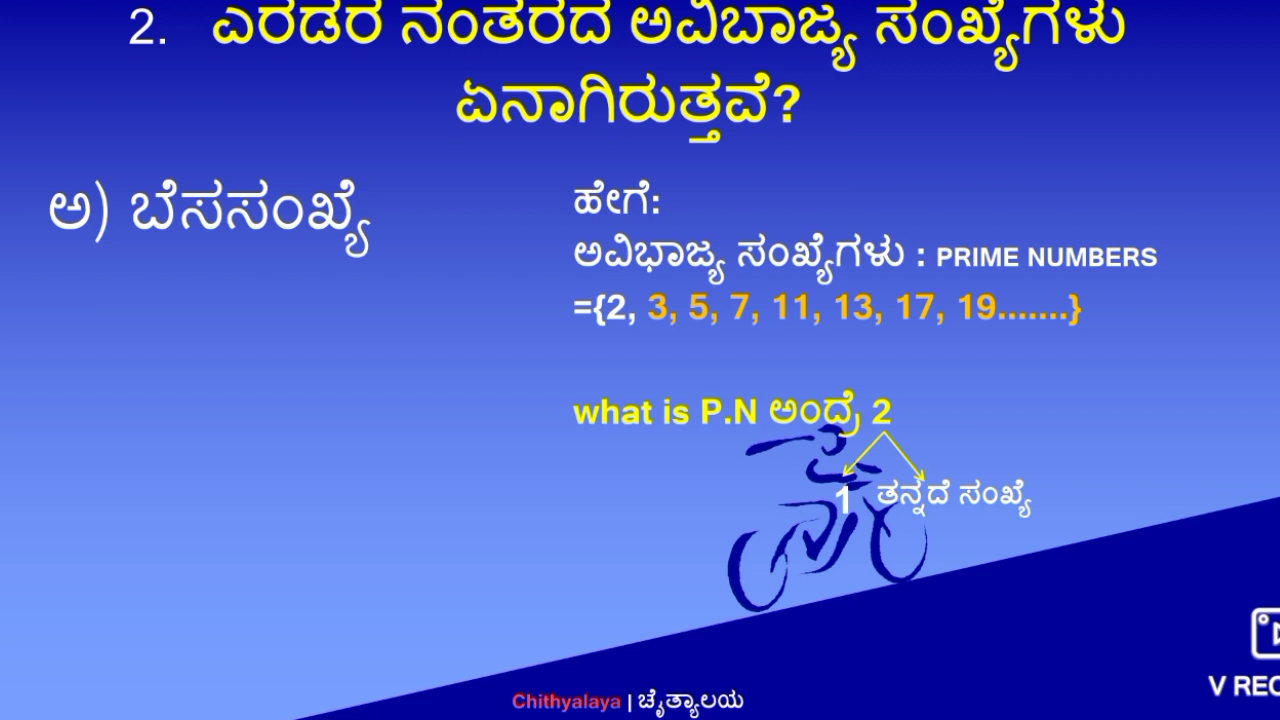 2. ಎರಡರ ನಂತರದ ಅವಿಬಾಜ್ಯ ಸಂಖ್ಯೆಗಳು
ಏನಾಗಿರುತ್ತವೆ?
ಅ) ಬೆಸಸಂಖ್ಯೆ
ಹೇಗೆ:
ಅವಿಭಾಜ್ಯ ಸಂಖ್ಯೆಗಳು : PRIME NUMBERS
={2, 3, 5, 7, 11, 13, 17, 19.......}
what is P.N ಅಂದ್ರೆ 2
1 ತನ್ನದೆ ಸಂಖ್ಯೆ
V REC
Chithyalaya | ಚೈತ್ಯಾಲಯ